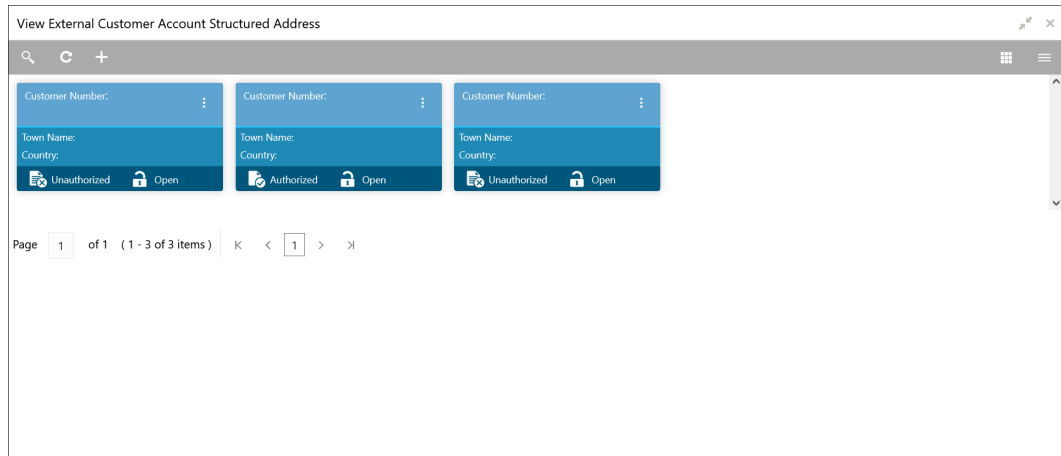 View External Customer Account Structured Address
Customer Number: Customer Number: Customer Number:
Town Name: Town Name: Town Name:
Country: Country: Country:
Unauthorized Open Authorized Open Unauthorized Open
Page 1 of 1 ( 1 - 3 of 3 items ) 1